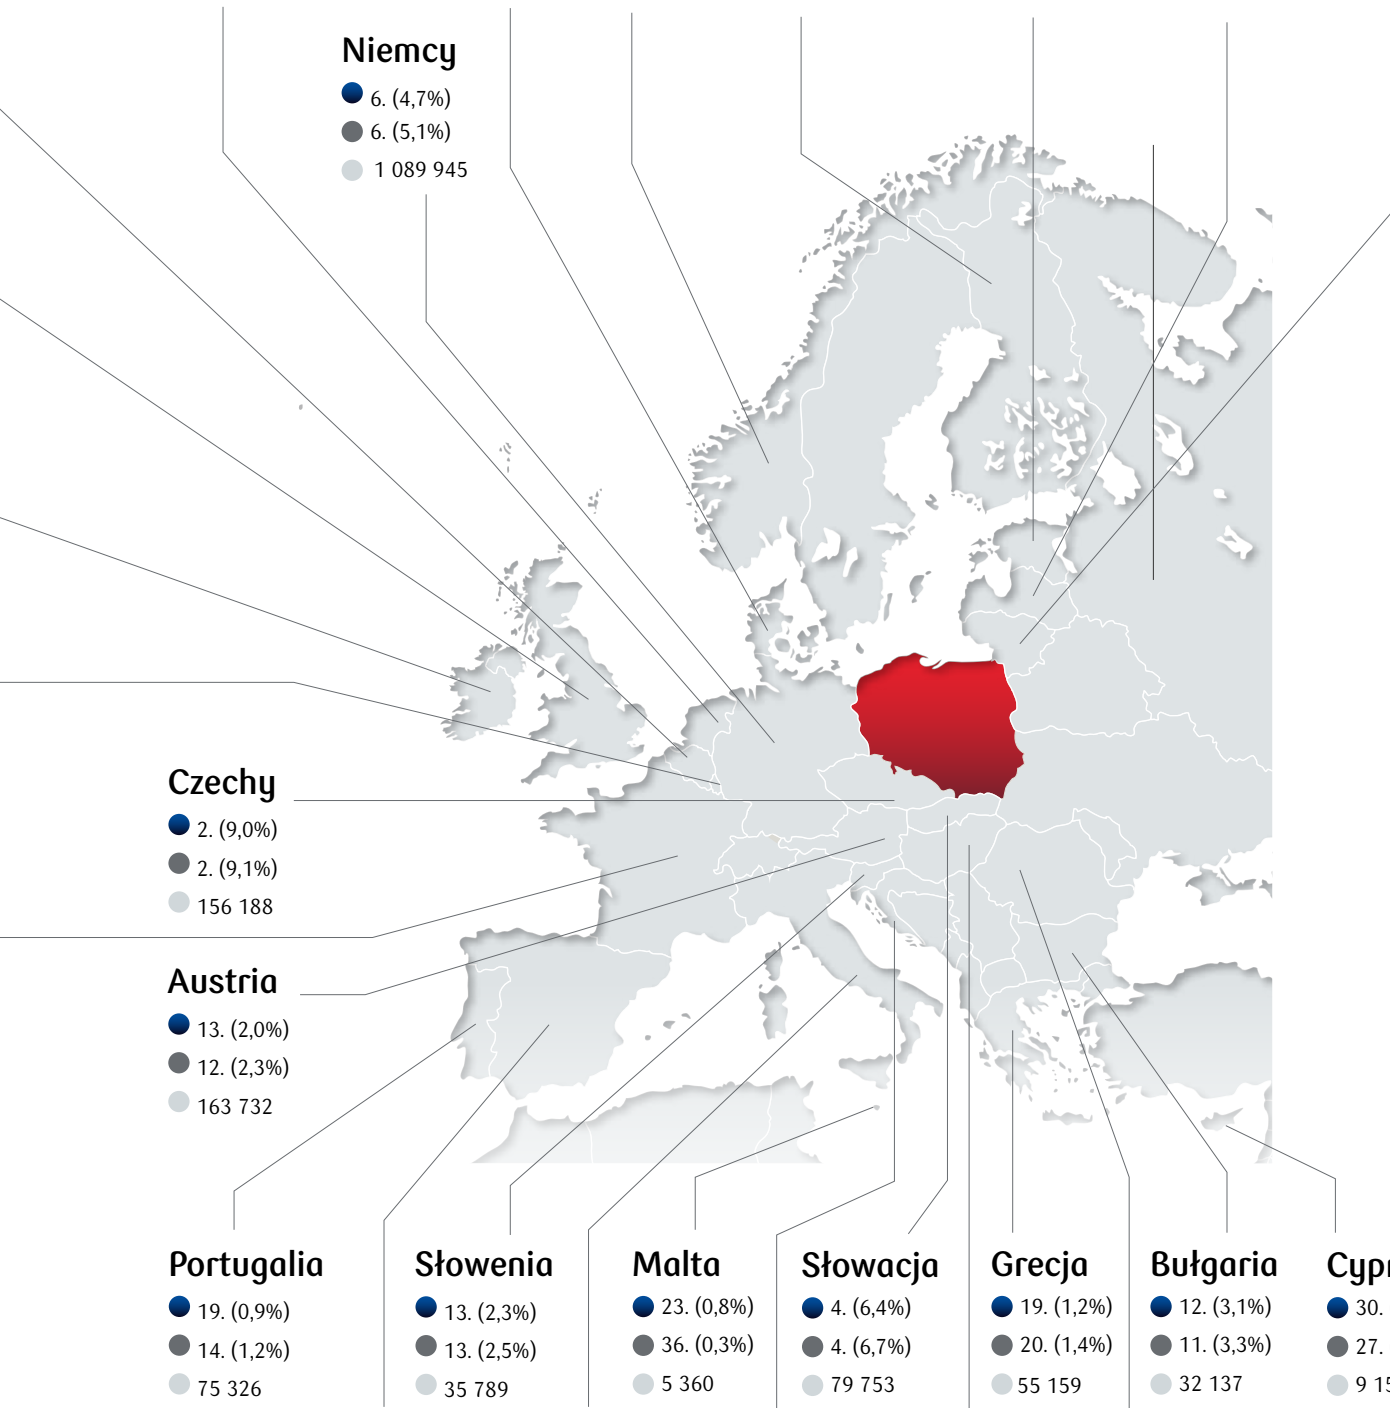 Niemcy
6. (4,7%)
6. (5,1%)
1 089 945
Czechy
2. (9,0%)
2. (9,1%)
156 188
Austria
13. (2,0%)
12. (2,3%)
163 732
Portugalia
19. (0,9%)
14. (1,2%)
75 326
Słowenia
13. (2,3%)
13. (2,5%)
35 789
Malta
23. (0,8%)
36. (0,3%)
5 360
Słowacja
4. (6,4%)
4. (6,7%)
79 753
Grecja
19. (1,2%)
20. (1,4%)
55 159
Bułgaria
12. (3,1%)
11. (3,3%)
32 137
30.
27.